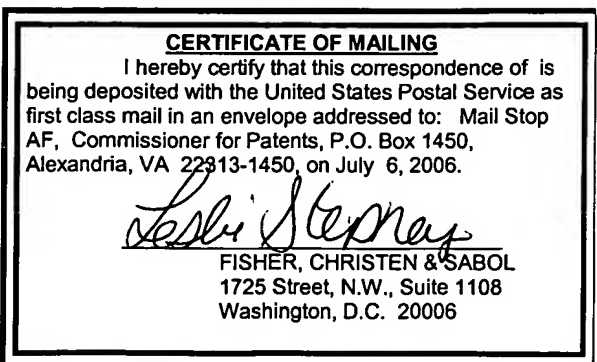 CERTIFICATE OF MAILING
I hereby certify that this correspondence of is
being deposited with the United States Postal Service as
first class mail in an envelope addressed to: Mail Stop
AF, Commissioner for Patents, P.O. Box 1450,
Alexandria, VA 22313-1450, on July 6, 2006.
Leslie Stephney
FISHER, CHRISTEN & SABOL
1725 Street, N.W., Suite 1108
Washington, D.C. 20006